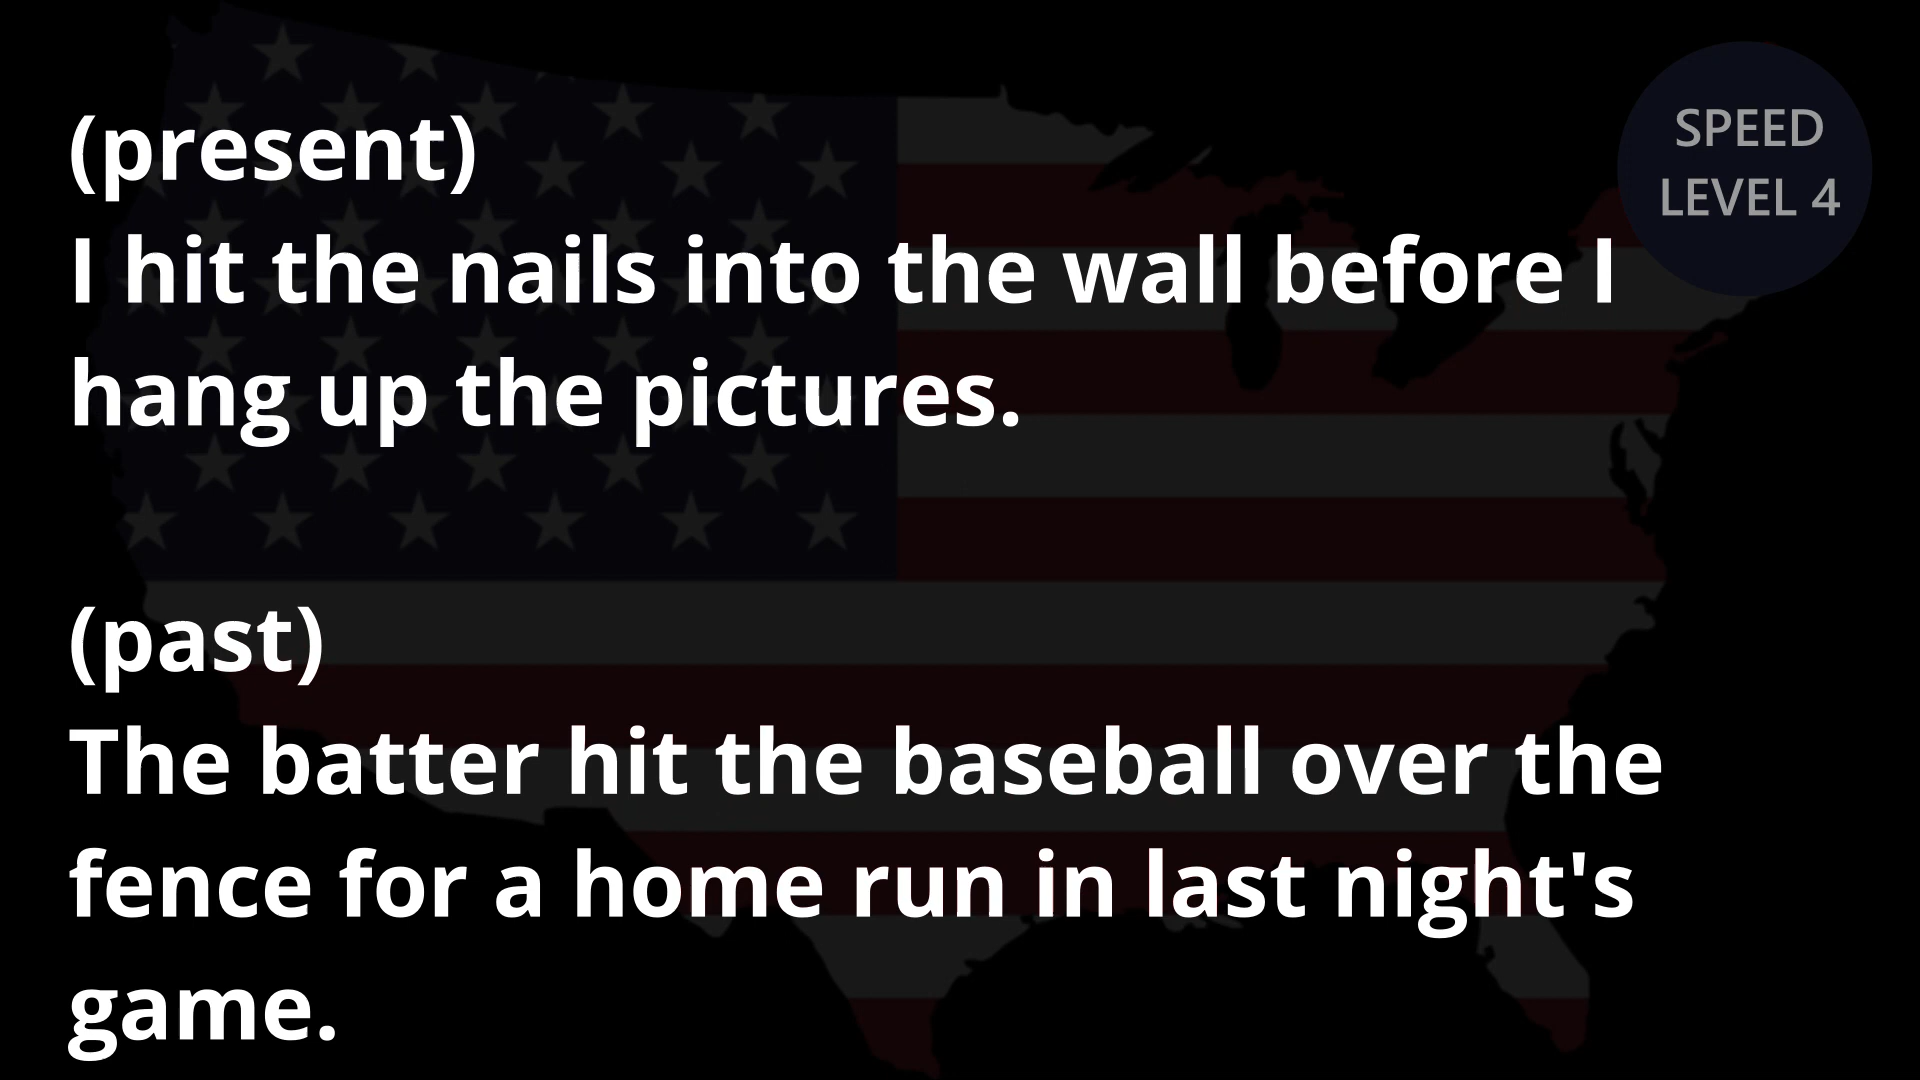 (present)
I hit the nails into the wall before I
hang up the pictures.
(past)
The batter hit the baseball over the
fence for a home run in last night's
game.
SPEED
LEVEL 4